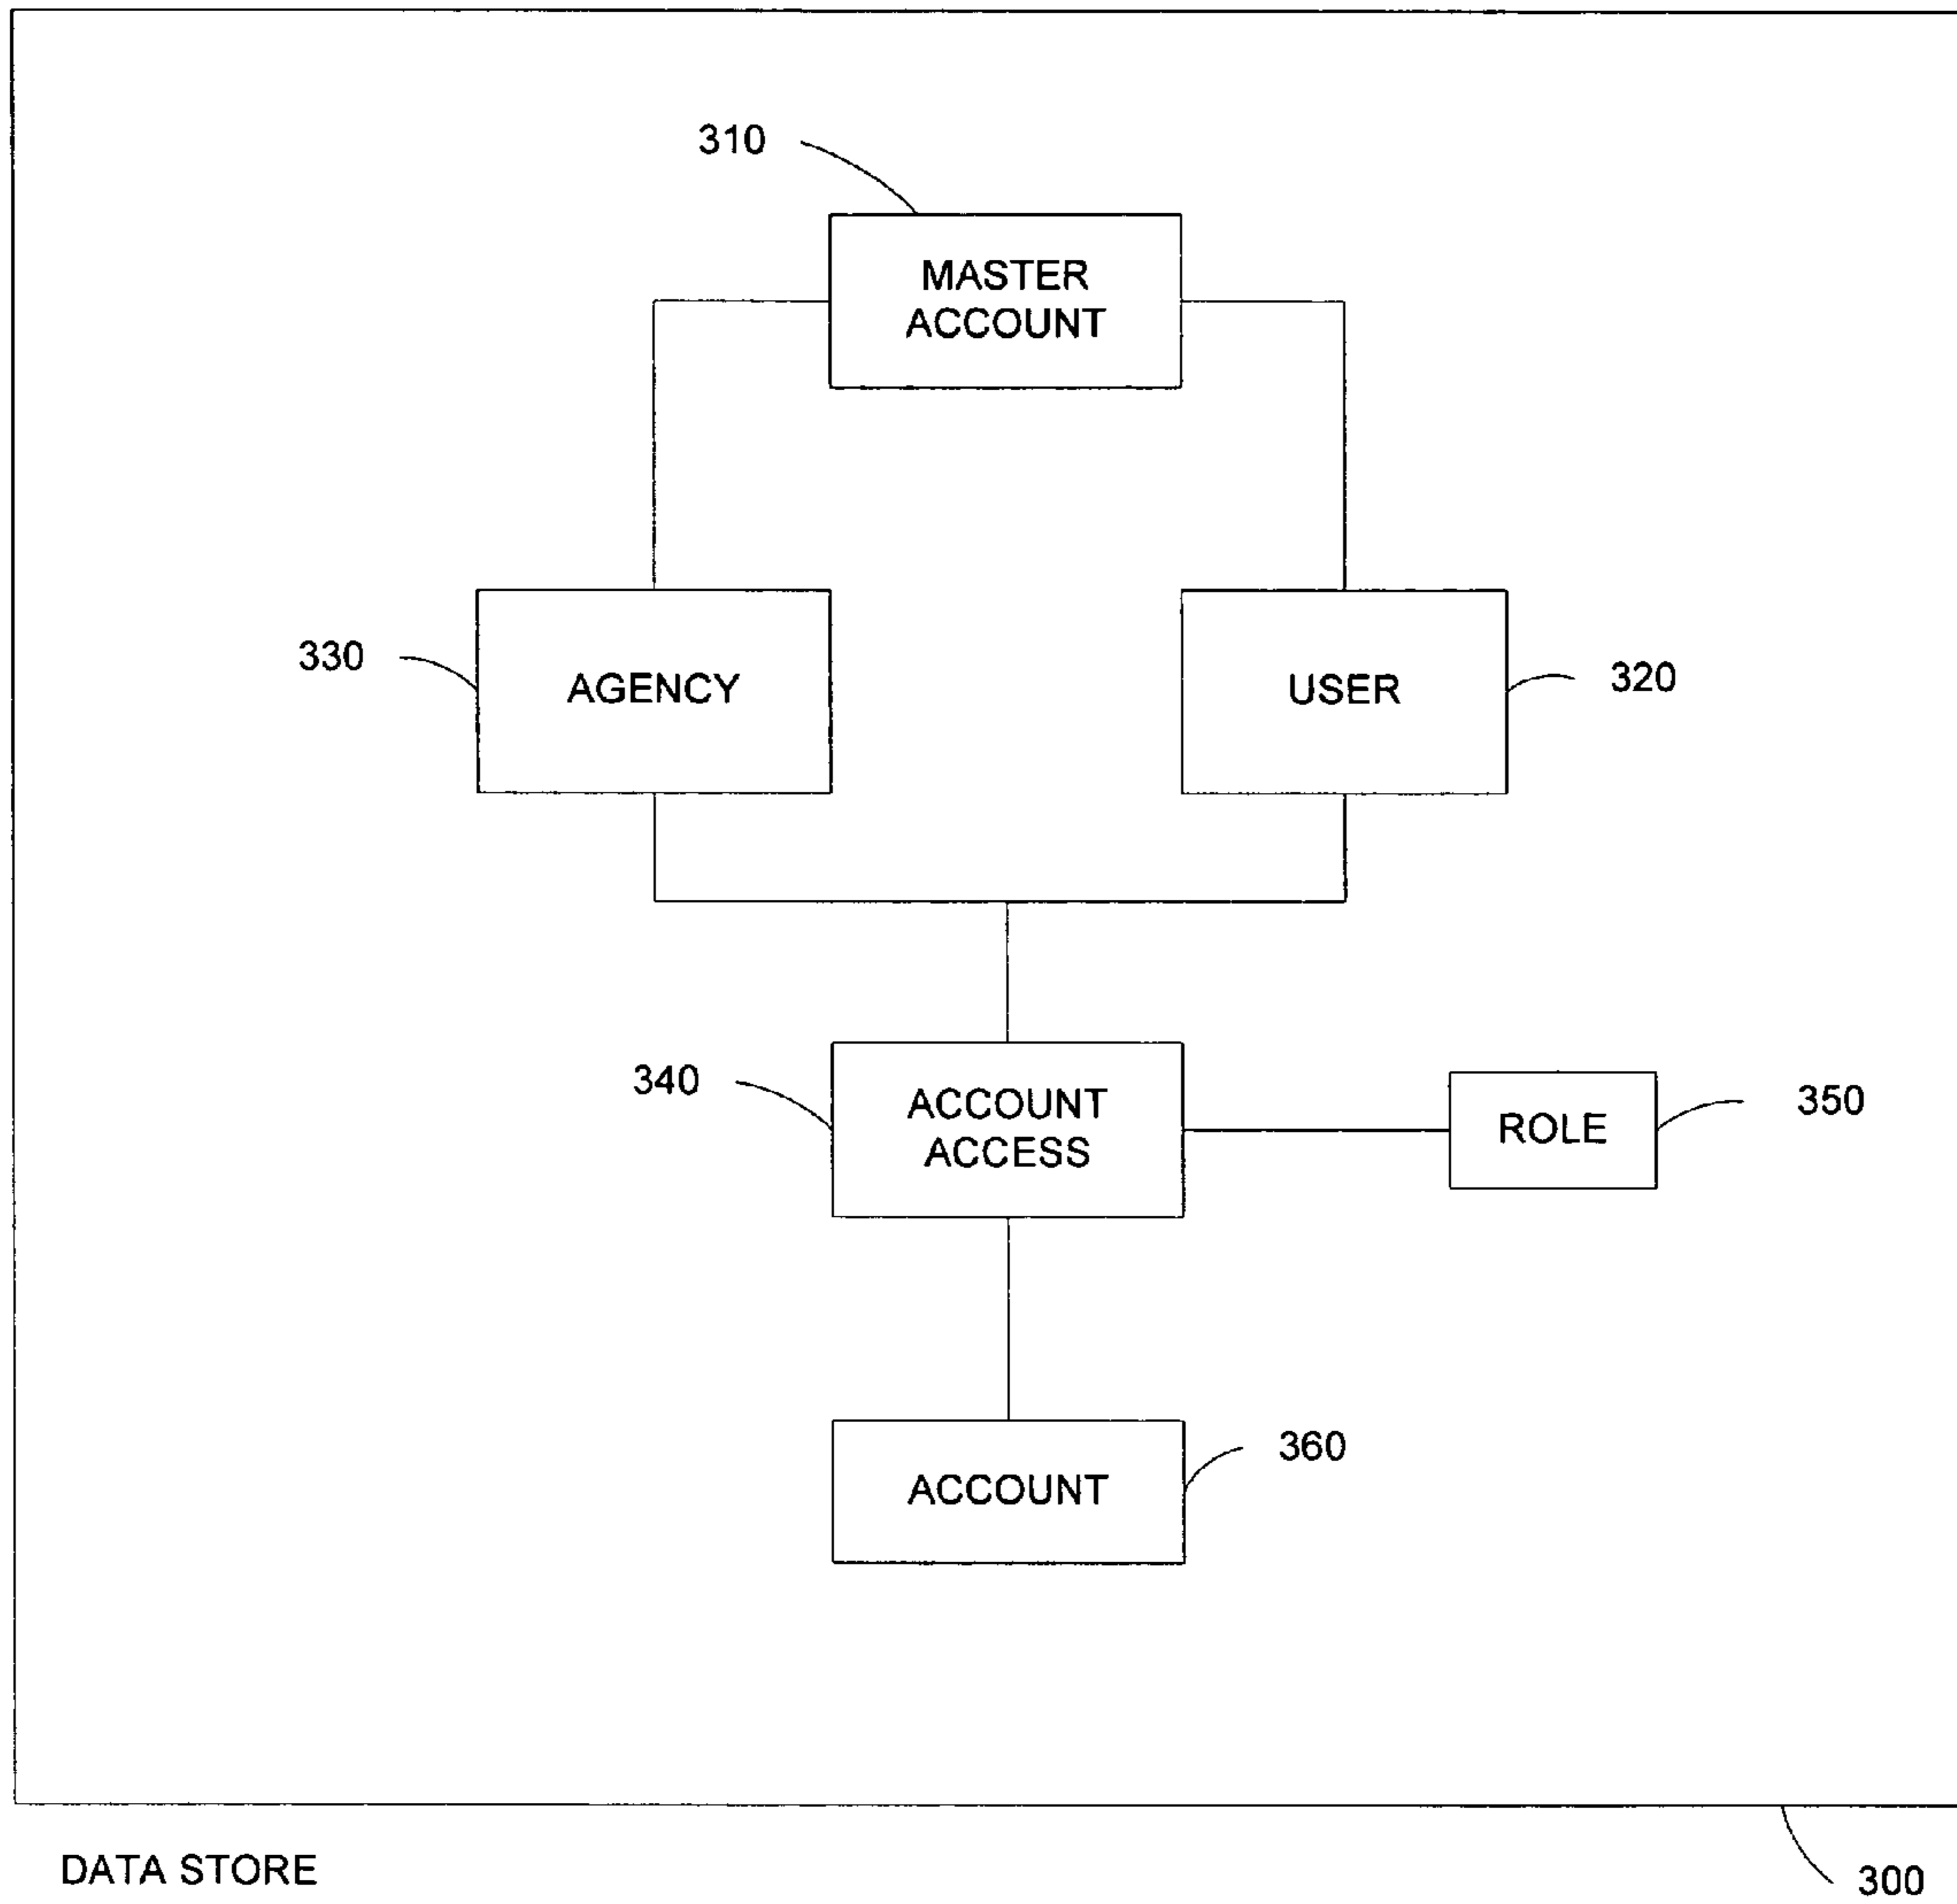 310
MASTER
ACCOUNT
330
AGENCY
USER
320
340
ACCOUNT
ACCESS
ROLE
350
ACCOUNT
360
DATA STORE
300